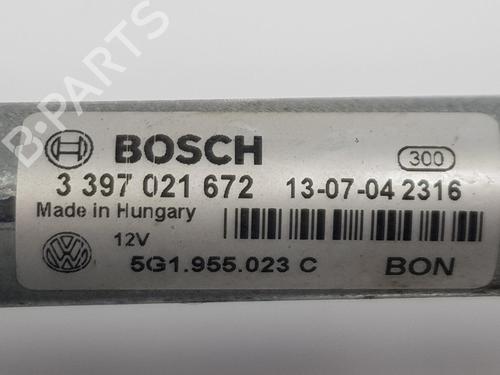 B-PARTS
BOSCH 300
3 397 021 672 13-07-04 2316
Made in Hungary
12V
5G1.955.023 C BON